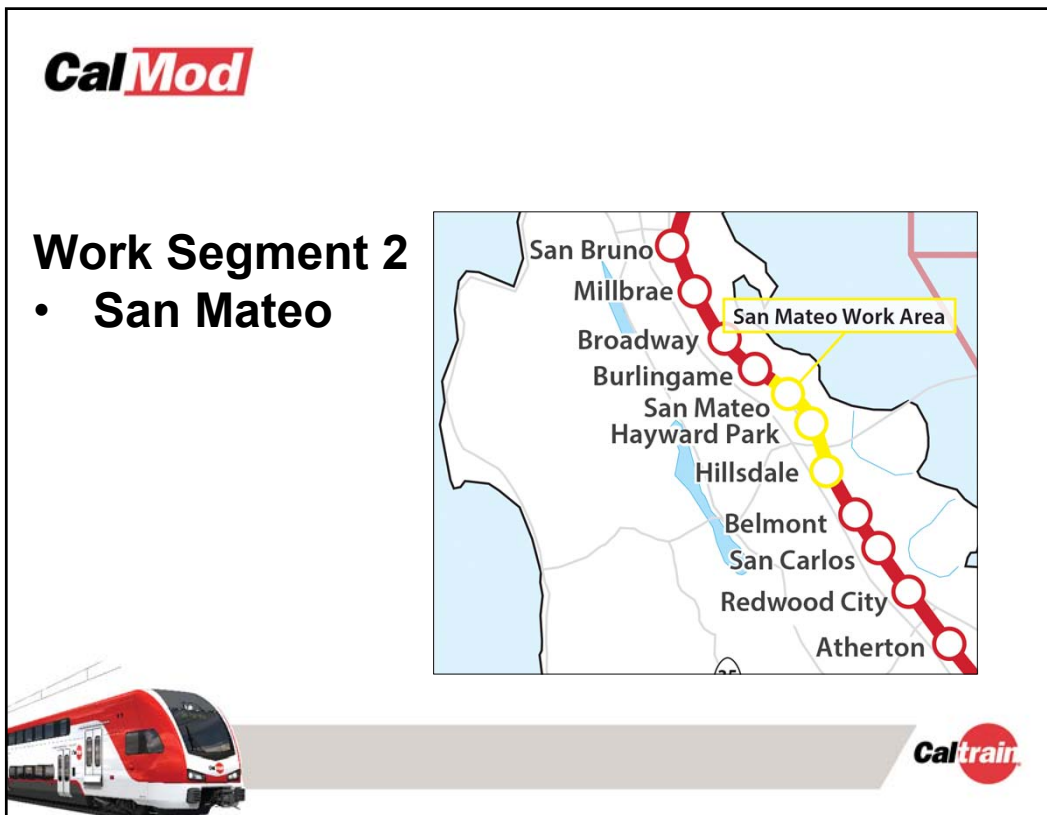 CalMod
Work Segment 2
• San Mateo
San Bruno
Millbrae
San Mateo Work Area
Broadway
Burlingame
San Mateo
Hayward Park
Hillsdale
Belmont
San Carlos
Redwood City
Atherton
Caltrain